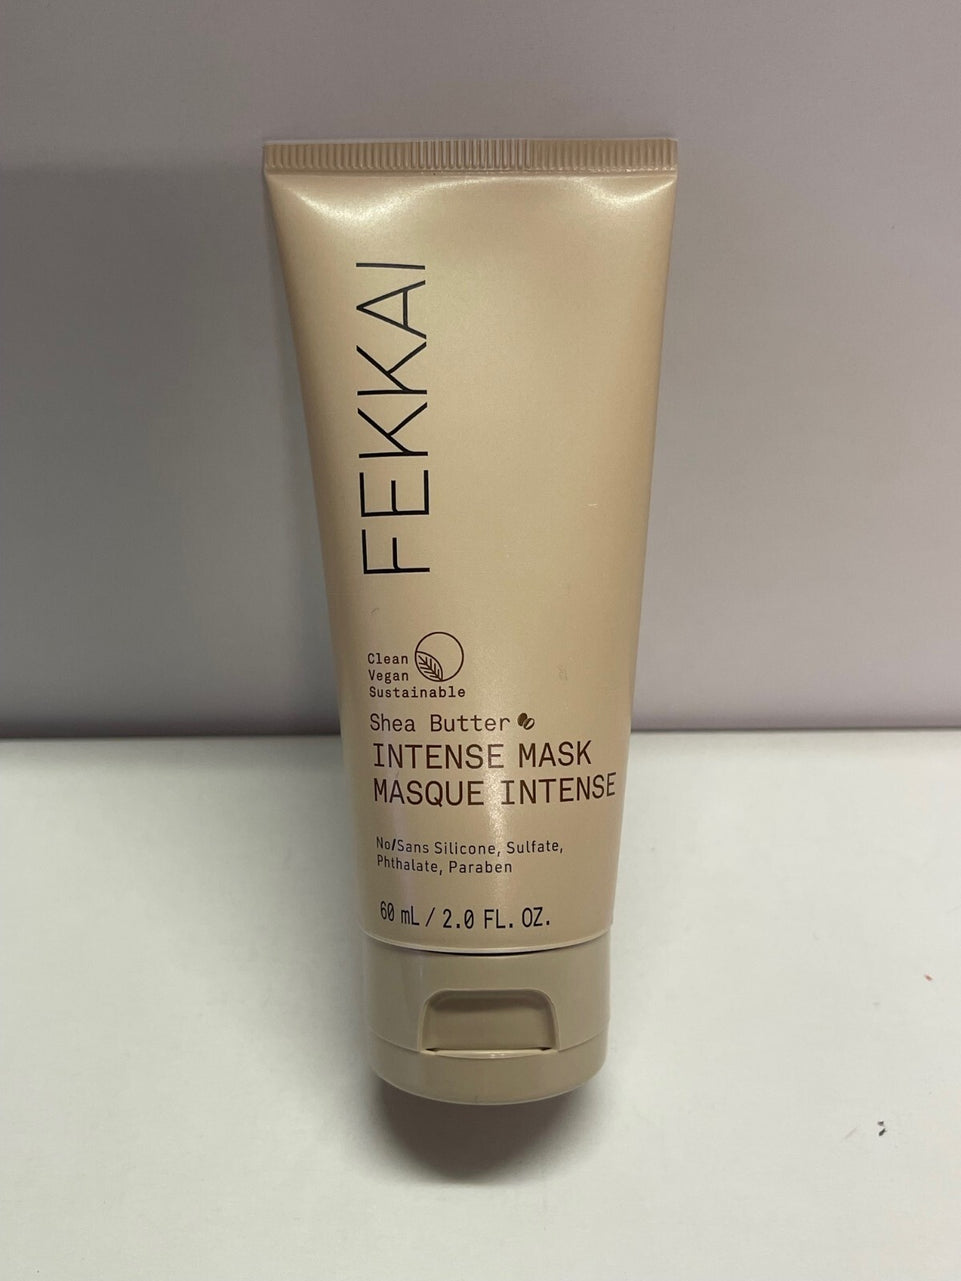 FEKKAI
Clean
Vegan
Sustainable
Shea Butter
INTENSE MASK
MASQUE INTENSE
No/Sans Silicone, Sulfate,
Phthalate, Paraben
60 mL / 2.0 FL. OZ.